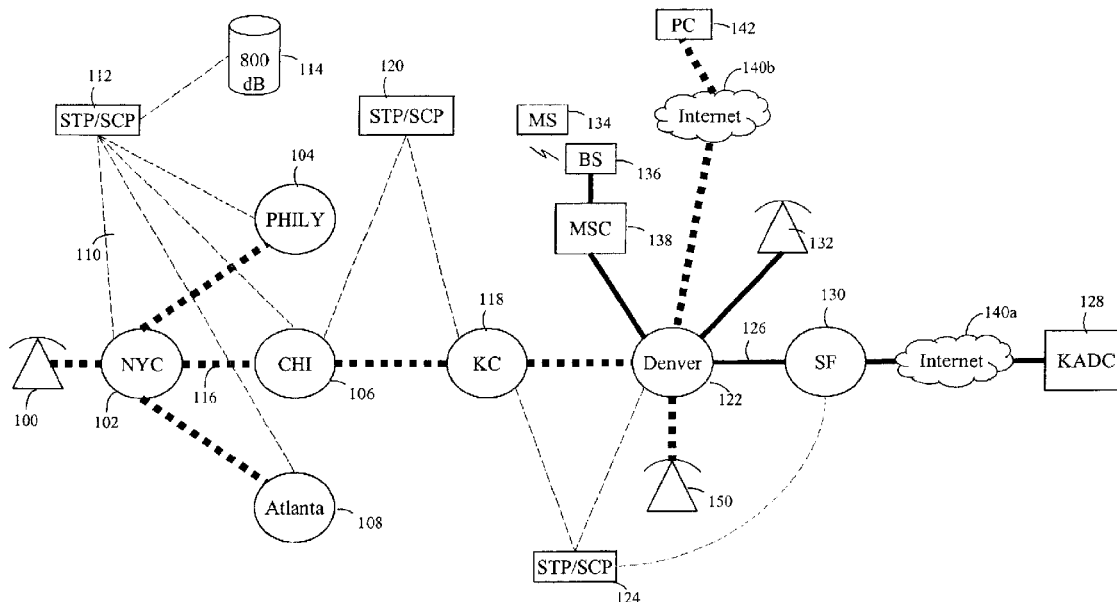 PC
142
112
800
dB
114
120
140b
Internet
STP/SCP
STP/SCP
MS
134
BS
136
104
PHILY
MSC
138
132
110
118
130
140a
128
NYC
CHI
KC
Denver
126
SF
Internet
KADC
100
102
116
106
122
Atlanta
108
150
STP/SCP
124